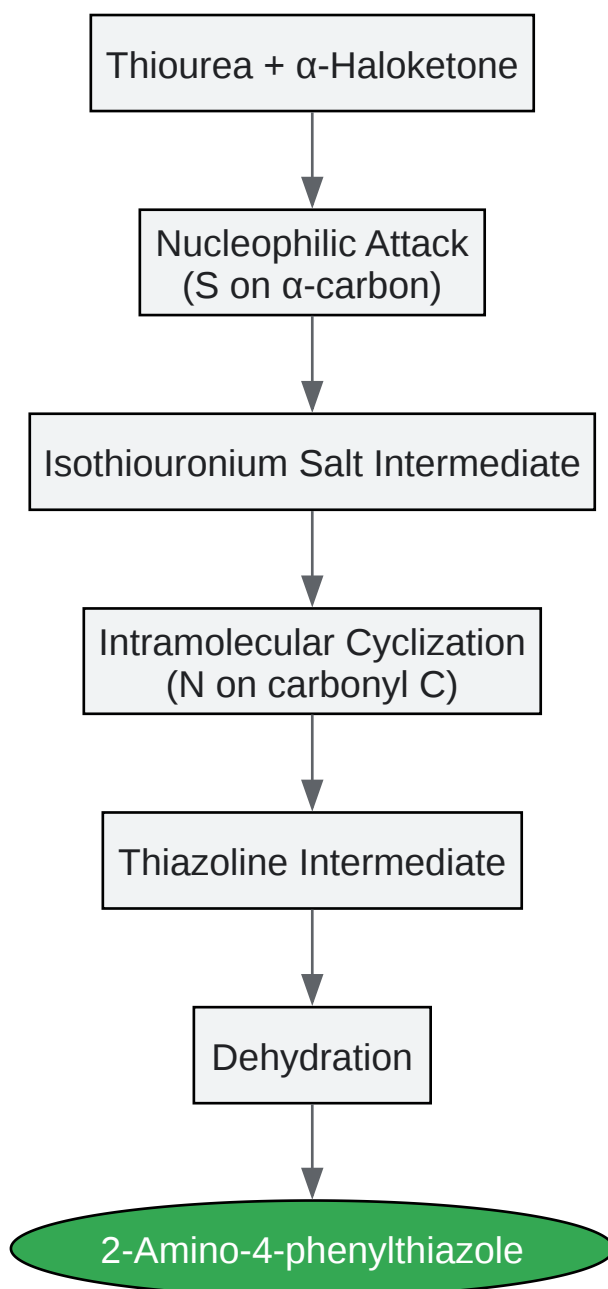 Thiourea + α-Haloketone
Nucleophilic Attack
(S on α-carbon)
Isothiouronium Salt Intermediate
Intramolecular Cyclization
(N on carbonyl C)
Thiazoline Intermediate
Dehydration
2-Amino-4-phenylthiazole